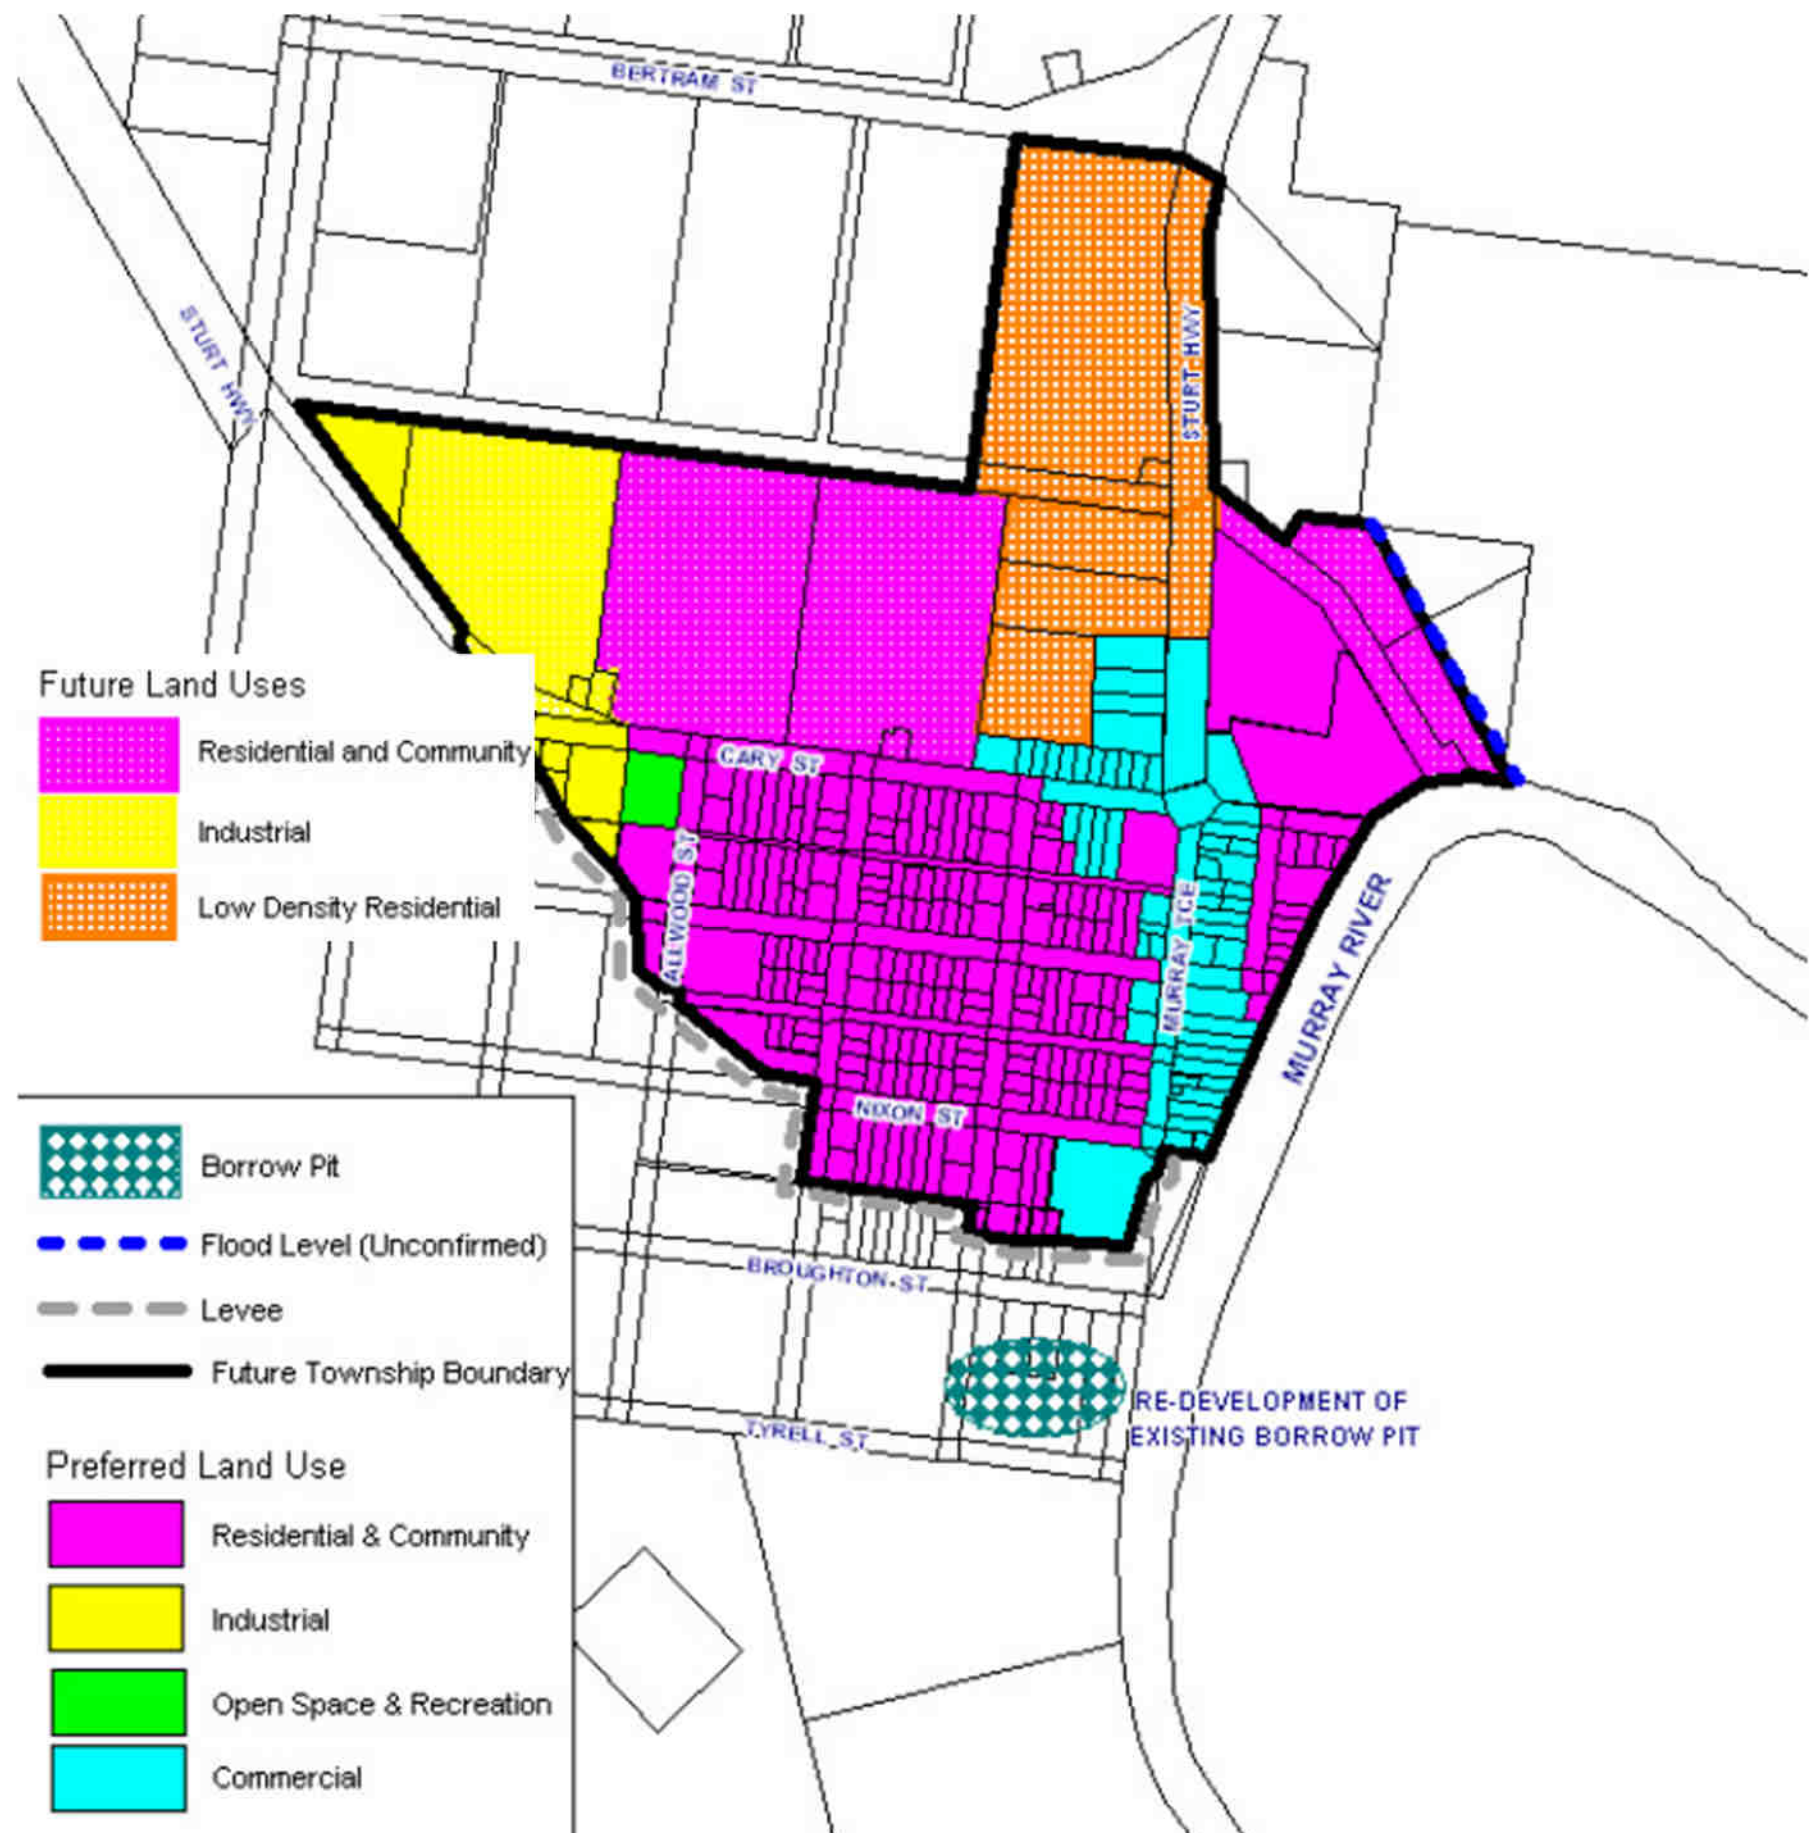 BERTRAM ST
STURT HWY
STURT HWY
Future Land Uses
Residential and Community
Industrial
Low Density Residential
CARY ST
ALLWOOD ST
MURRAY TCE
MURRAY RIVER
NIXON ST
Borrow Pit
Flood Level (Unconfirmed)
Levee
Future Township Boundary
BROUGHTON ST
RE-DEVELOPMENT OF
EXISTING BORROW PIT
TYRELL ST
Preferred Land Use
Residential & Community
Industrial
Open Space & Recreation
Commercial